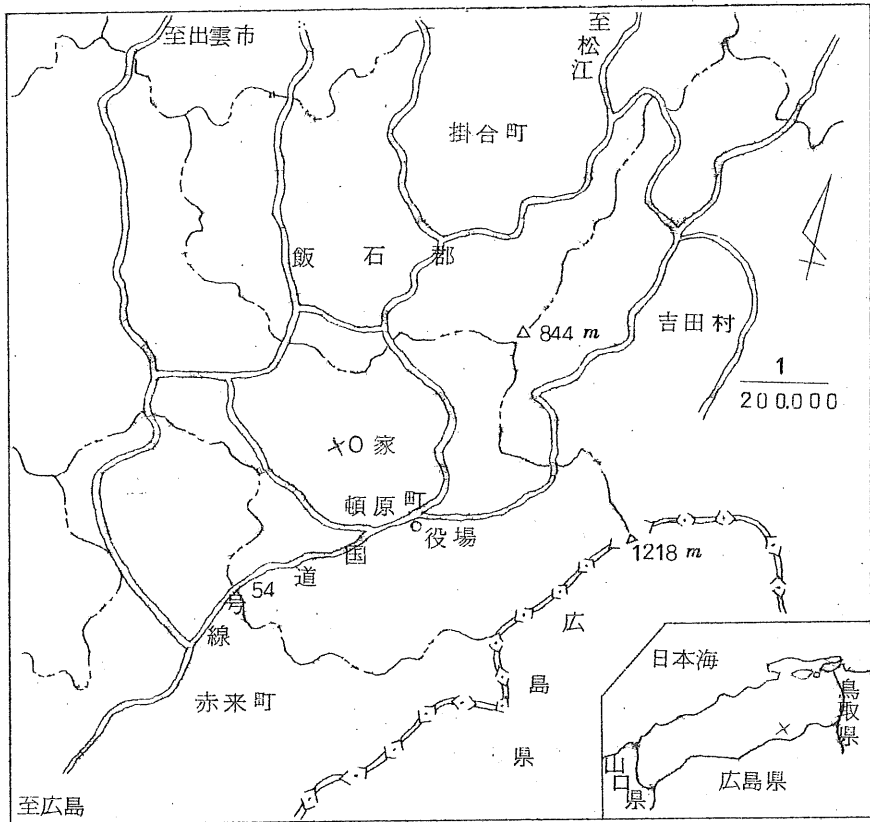 至出雲市
至松江
掛合町
飯石郡
844 m
吉田村
1
200.000
×O家
頓原町
役場
1218 m
国道54号線
広島県
赤来町
至広島
日本海
鳥取県
山口県
広島県